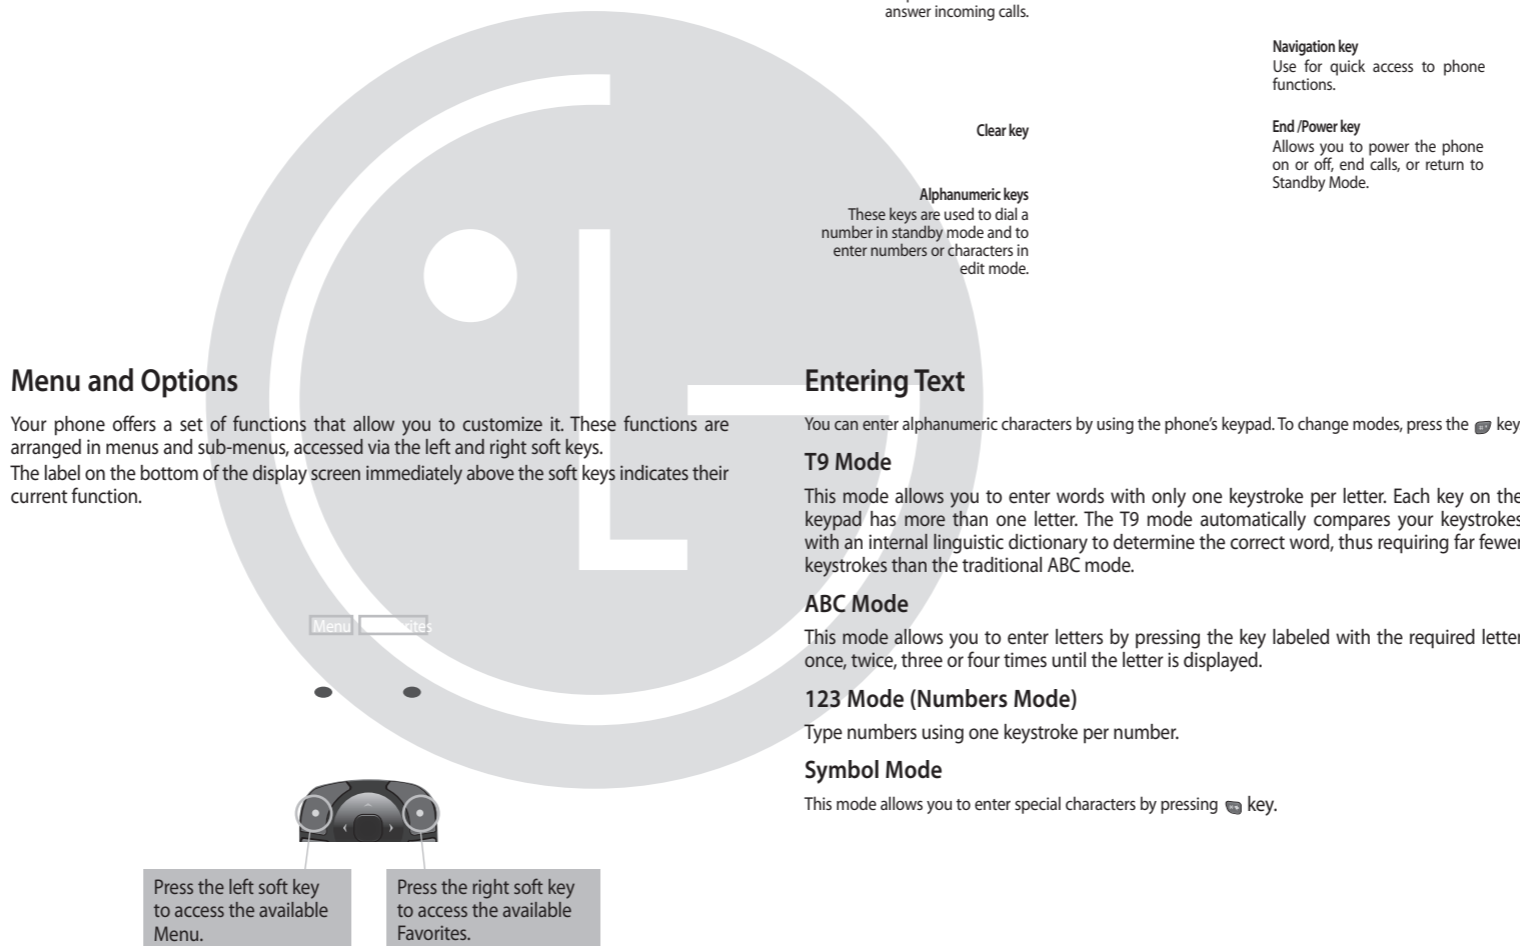 answer incoming calls.
Clear key
Alphanumeric keys
These keys are used to dial a
number in standby mode and to
enter numbers or characters in
edit mode.
Navigation key
Use for quick access to phone
functions.
End /Power key
Allows you to power the phone
on or off, end calls, or return to
Standby Mode.
Menu and Options
Your phone offers a set of functions that allow you to customize it. These functions are
arranged in menus and sub-menus, accessed via the left and right soft keys.
The label on the bottom of the display screen immediately above the soft keys indicates their
current function.
Menu rites
Press the left soft key
to access the available
Menu.
Press the right soft key
to access the available
Favorites.
Entering Text
You can enter alphanumeric characters by using the phone's keypad. To change modes, press the key
T9 Mode
This mode allows you to enter words with only one keystroke per letter. Each key on the
keypad has more than one letter. The T9 mode automatically compares your keystrokes
with an internal linguistic dictionary to determine the correct word, thus requiring far fewer
keystrokes than the traditional ABC mode.
ABC Mode
This mode allows you to enter letters by pressing the key labeled with the required letter
once, twice, three or four times until the letter is displayed.
123 Mode (Numbers Mode)
Type numbers using one keystroke per number.
Symbol Mode
This mode allows you to enter special characters by pressing key.